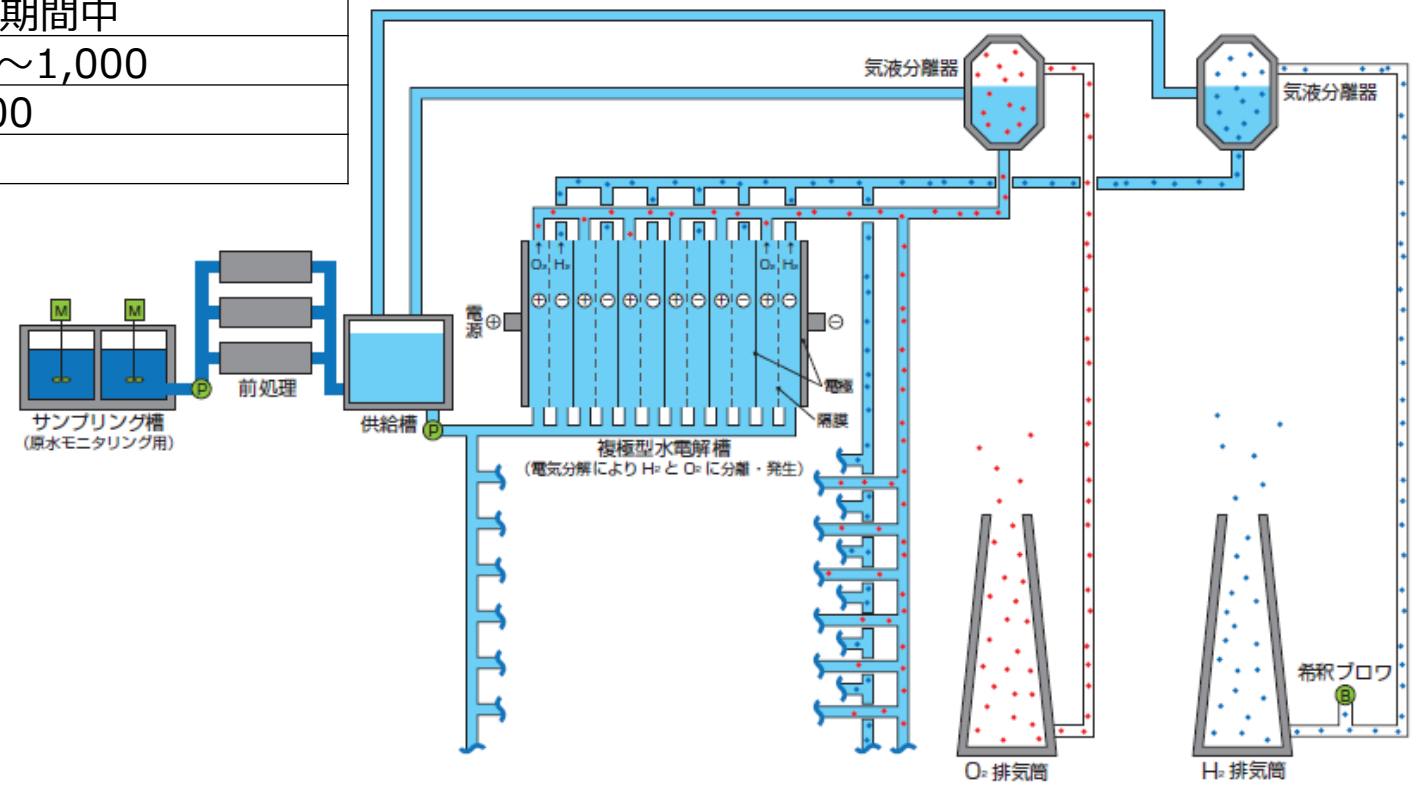 期間中
～1,000
00
気液分離器
気液分離器
O₂ H₂ O₂ H₂
⊕ ⊖ ⊕ ⊖ ⊕ ⊖ ⊕ ⊖ ⊕ ⊖ ⊕ ⊖
電源 ⊕
⊖
M
M
P
前処理
電極
隔膜
サンプリング槽
（原水モニタリング用）
供給槽
P
複極型水電解槽
（電気分解により H₂ と O₂ に分離・発生）
希釈ブロワ
B
O₂ 排気筒
H₂ 排気筒